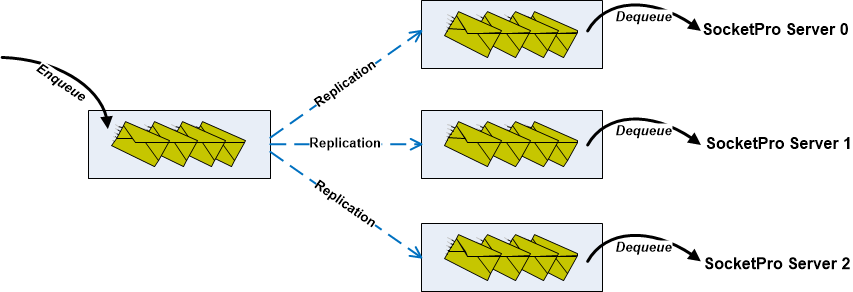 Dequeue
SocketPro Server 0
Enqueue
Replication
Replication
Dequeue
SocketPro Server 1
Replication
Dequeue
SocketPro Server 2